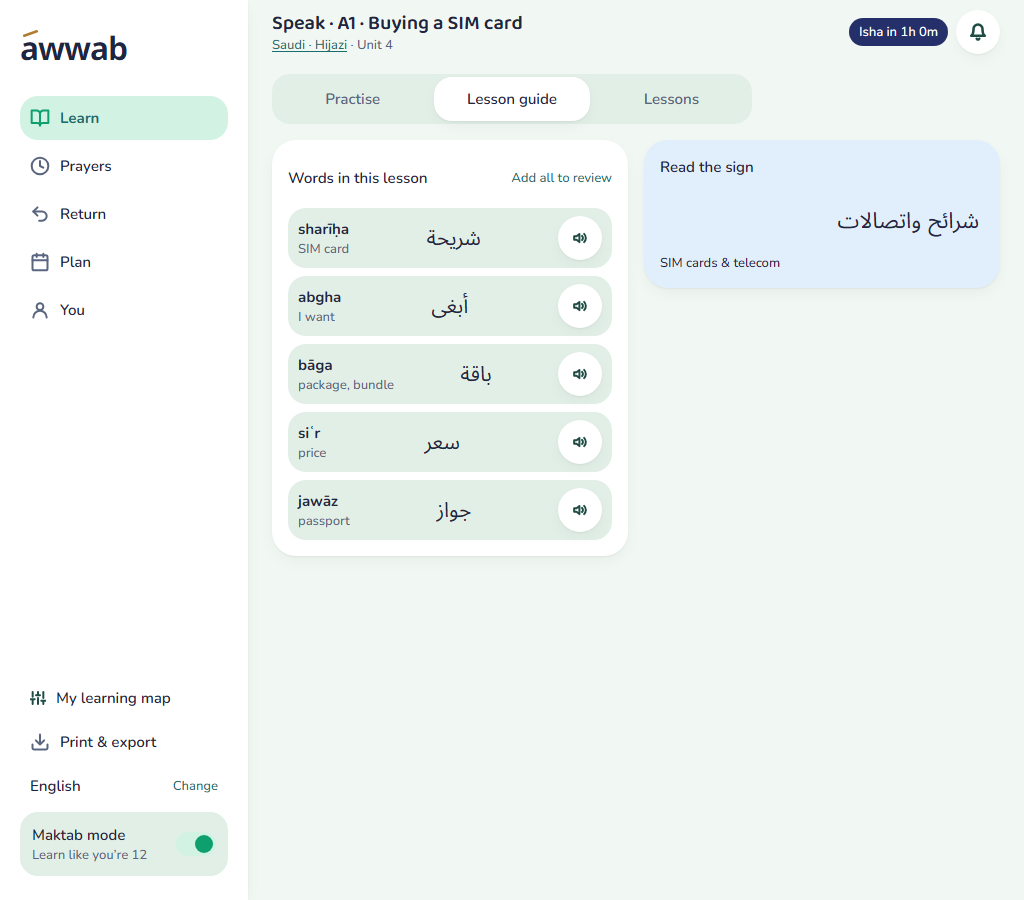 awwab
Learn
Prayers
Return
Plan
You
My learning map
Print & export
English
Change
Maktab mode
Learn like you're 12
Speak · A1 · Buying a SIM card
Saudi · Hijazi · Unit 4
Isha in 1h 0m
Practise
Lesson guide
Lessons
Words in this lesson
Add all to review
sharīḥa
SIM card
شريحة
abgha
I want
أبغى
bāga
package, bundle
باقة
siʿr
price
سعر
jawāz
passport
جواز
Read the sign
شرائح واتصالات
SIM cards & telecom